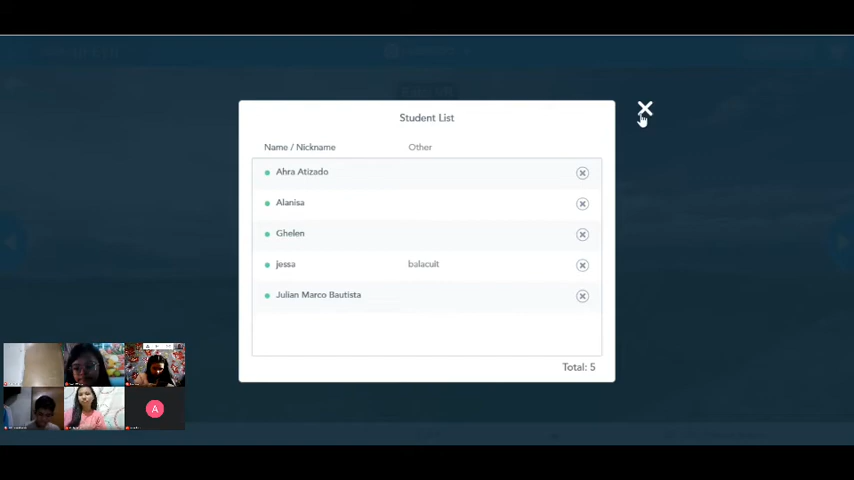 Student List
Name / Nickname Other
Ahra Atizado
Alanisa
Ghelen
jessa balacuit
Julian Marco Bautista
Total: 5
A